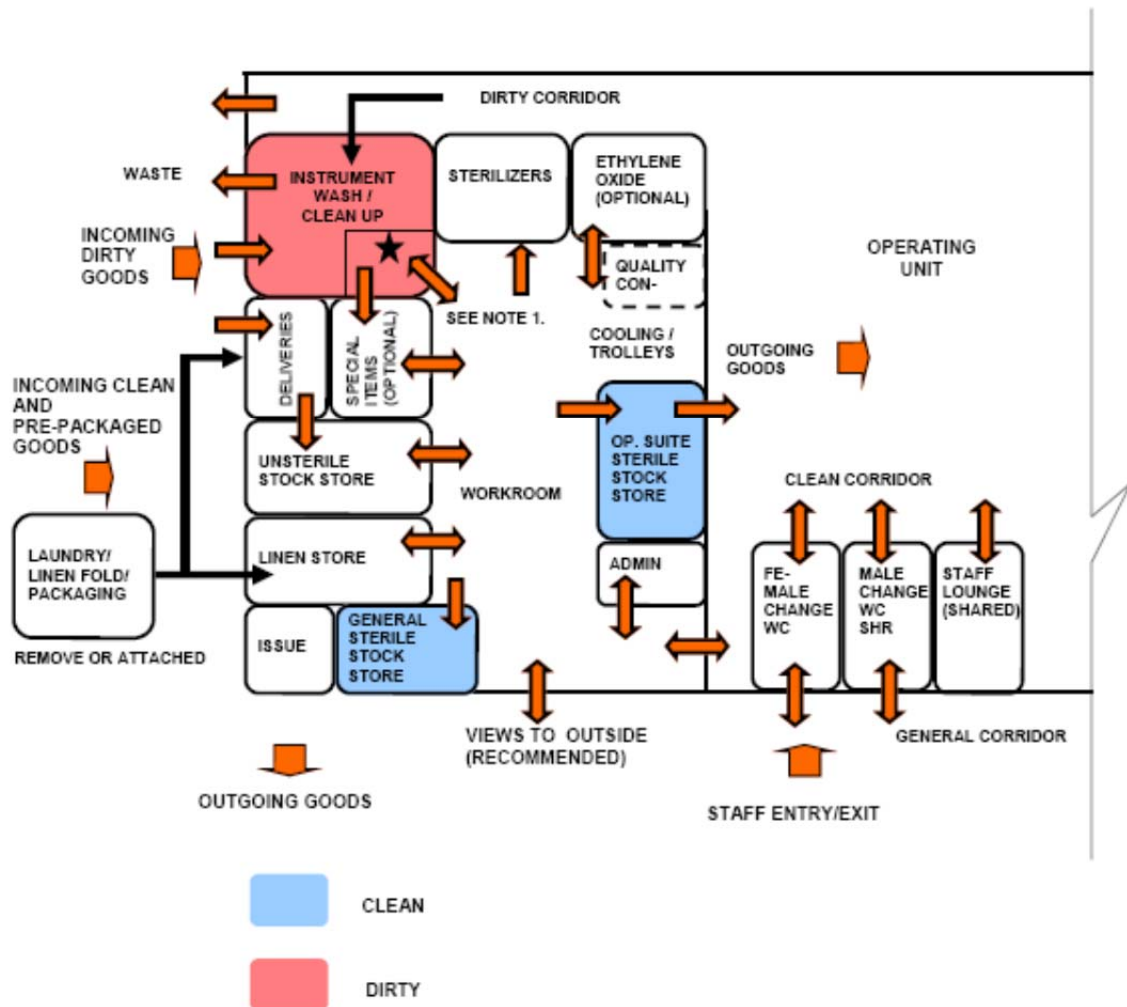 DIRTY CORRIDOR
WASTE
INSTRUMENT
WASH /
CLEAN UP
STERILIZERS
ETHYLENE
OXIDE
(OPTIONAL)
INCOMING
DIRTY
GOODS
OPERATING
UNIT
QUALITY
CON-
SEE NOTE 1.
DELIVERIES
SPECIAL
ITEMS
(OPTIONAL)
COOLING /
TROLLEYS
OUTGOING
GOODS
INCOMING CLEAN
AND
PRE-PACKAGED
GOODS
UNSTERILE
STOCK STORE
WORKROOM
OP. SUITE
STERILE
STOCK
STORE
CLEAN CORRIDOR
LAUNDRY/
LINEN FOLD/
PACKAGING
LINEN STORE
ADMIN
FE-
MALE
CHANGE
WC
MALE
CHANGE
WC
SHR
STAFF
LOUNGE
(SHARED)
REMOVE OR ATTACHED
ISSUE
GENERAL
STERILE
STOCK
STORE
VIEWS TO OUTSIDE
(RECOMMENDED)
GENERAL CORRIDOR
OUTGOING GOODS
STAFF ENTRY/EXIT
CLEAN
DIRTY